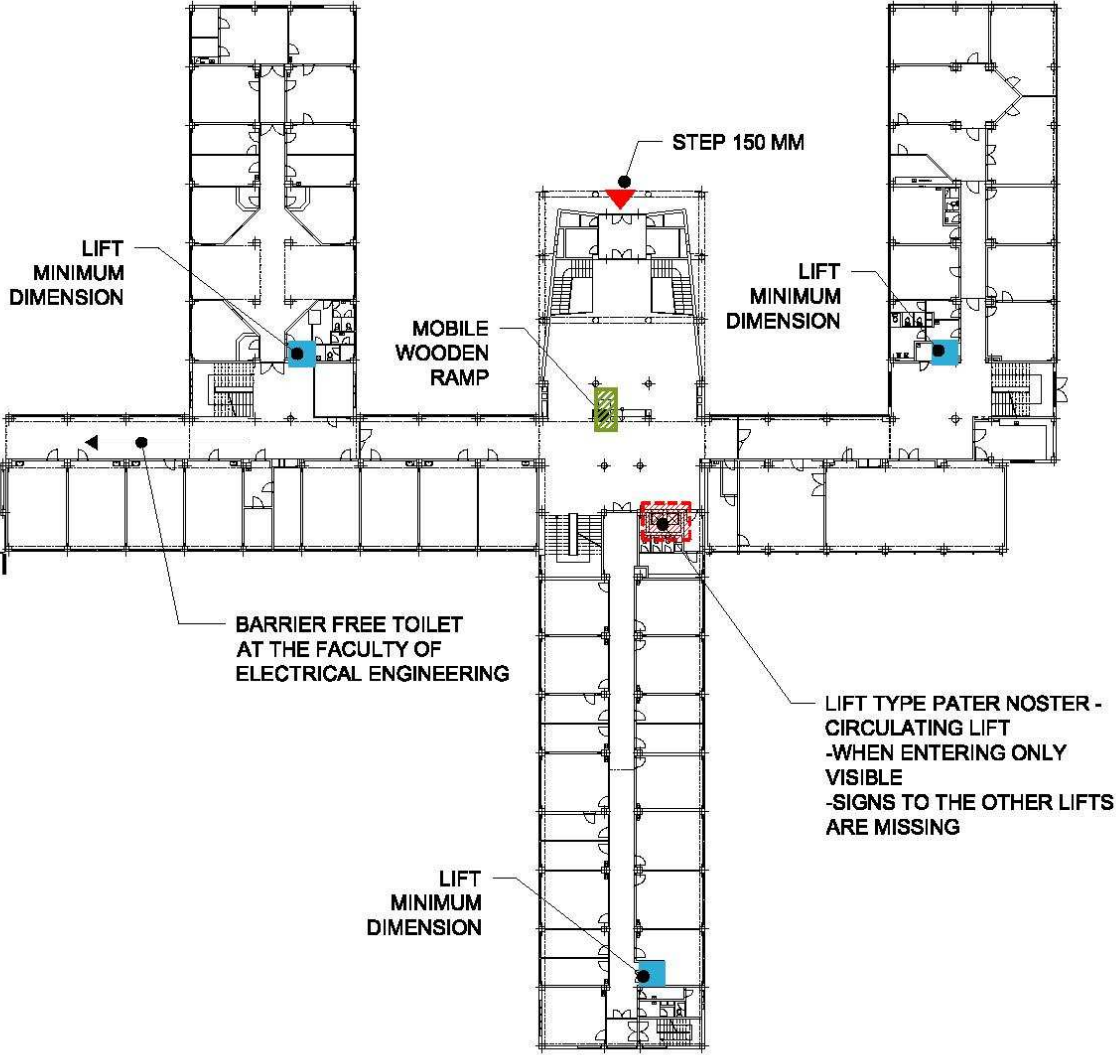 STEP 150 MM
LIFT
MINIMUM
DIMENSION
LIFT
MINIMUM
DIMENSION
MOBILE
WOODEN
RAMP
BARRIER FREE TOILET
AT THE FACULTY OF
ELECTRICAL ENGINEERING
LIFT TYPE PATER NOSTER -
CIRCULATING LIFT
-WHEN ENTERING ONLY
VISIBLE
-SIGNS TO THE OTHER LIFTS
ARE MISSING
LIFT
MINIMUM
DIMENSION